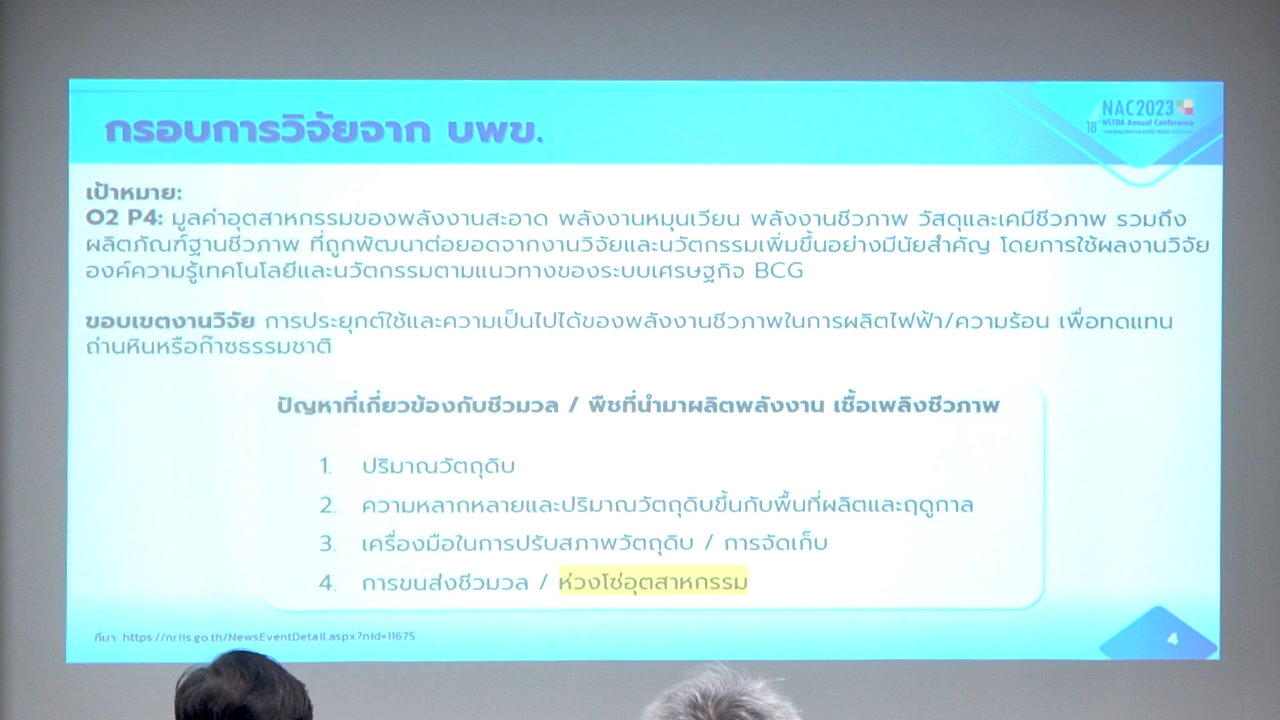 กรอบการวิจัยจาก บพข.
NAC2023
18th NSTDA Annual Conference
เป้าหมาย:
O2 P4: มูลค่าอุตสาหกรรมของพลังงานสะอาด พลังงานหมุนเวียน พลังงานชีวภาพ วัสดุและเคมีชีวภาพ รวมถึง
ผลิตภัณฑ์ฐานชีวภาพ ที่ถูกพัฒนาต่อยอดจากงานวิจัยและนวัตกรรมเพิ่มขึ้นอย่างมีนัยสำคัญ โดยการใช้ผลงานวิจัย
องค์ความรู้เทคโนโลยีและนวัตกรรมตามแนวทางของระบบเศรษฐกิจ BCG
ขอบเขตงานวิจัย การประยุกต์ใช้และความเป็นไปได้ของพลังงานชีวภาพในการผลิตไฟฟ้า/ความร้อน เพื่อทดแทน
ถ่านหินหรือก๊าซธรรมชาติ
ปัญหาที่เกี่ยวข้องกับชีวมวล / พืชที่นำมาผลิตพลังงาน เชื้อเพลิงชีวภาพ
1. ปริมาณวัตถุดิบ
2. ความหลากหลายและปริมาณวัตถุดิบขึ้นกับพื้นที่ผลิตและฤดูกาล
3. เครื่องมือในการปรับสภาพวัตถุดิบ / การจัดเก็บ
4. การขนส่งชีวมวล / ห่วงโซ่อุตสาหกรรม
ที่มา: https://nriis.go.th/NewsEventDetail.aspx?nid=11675
4